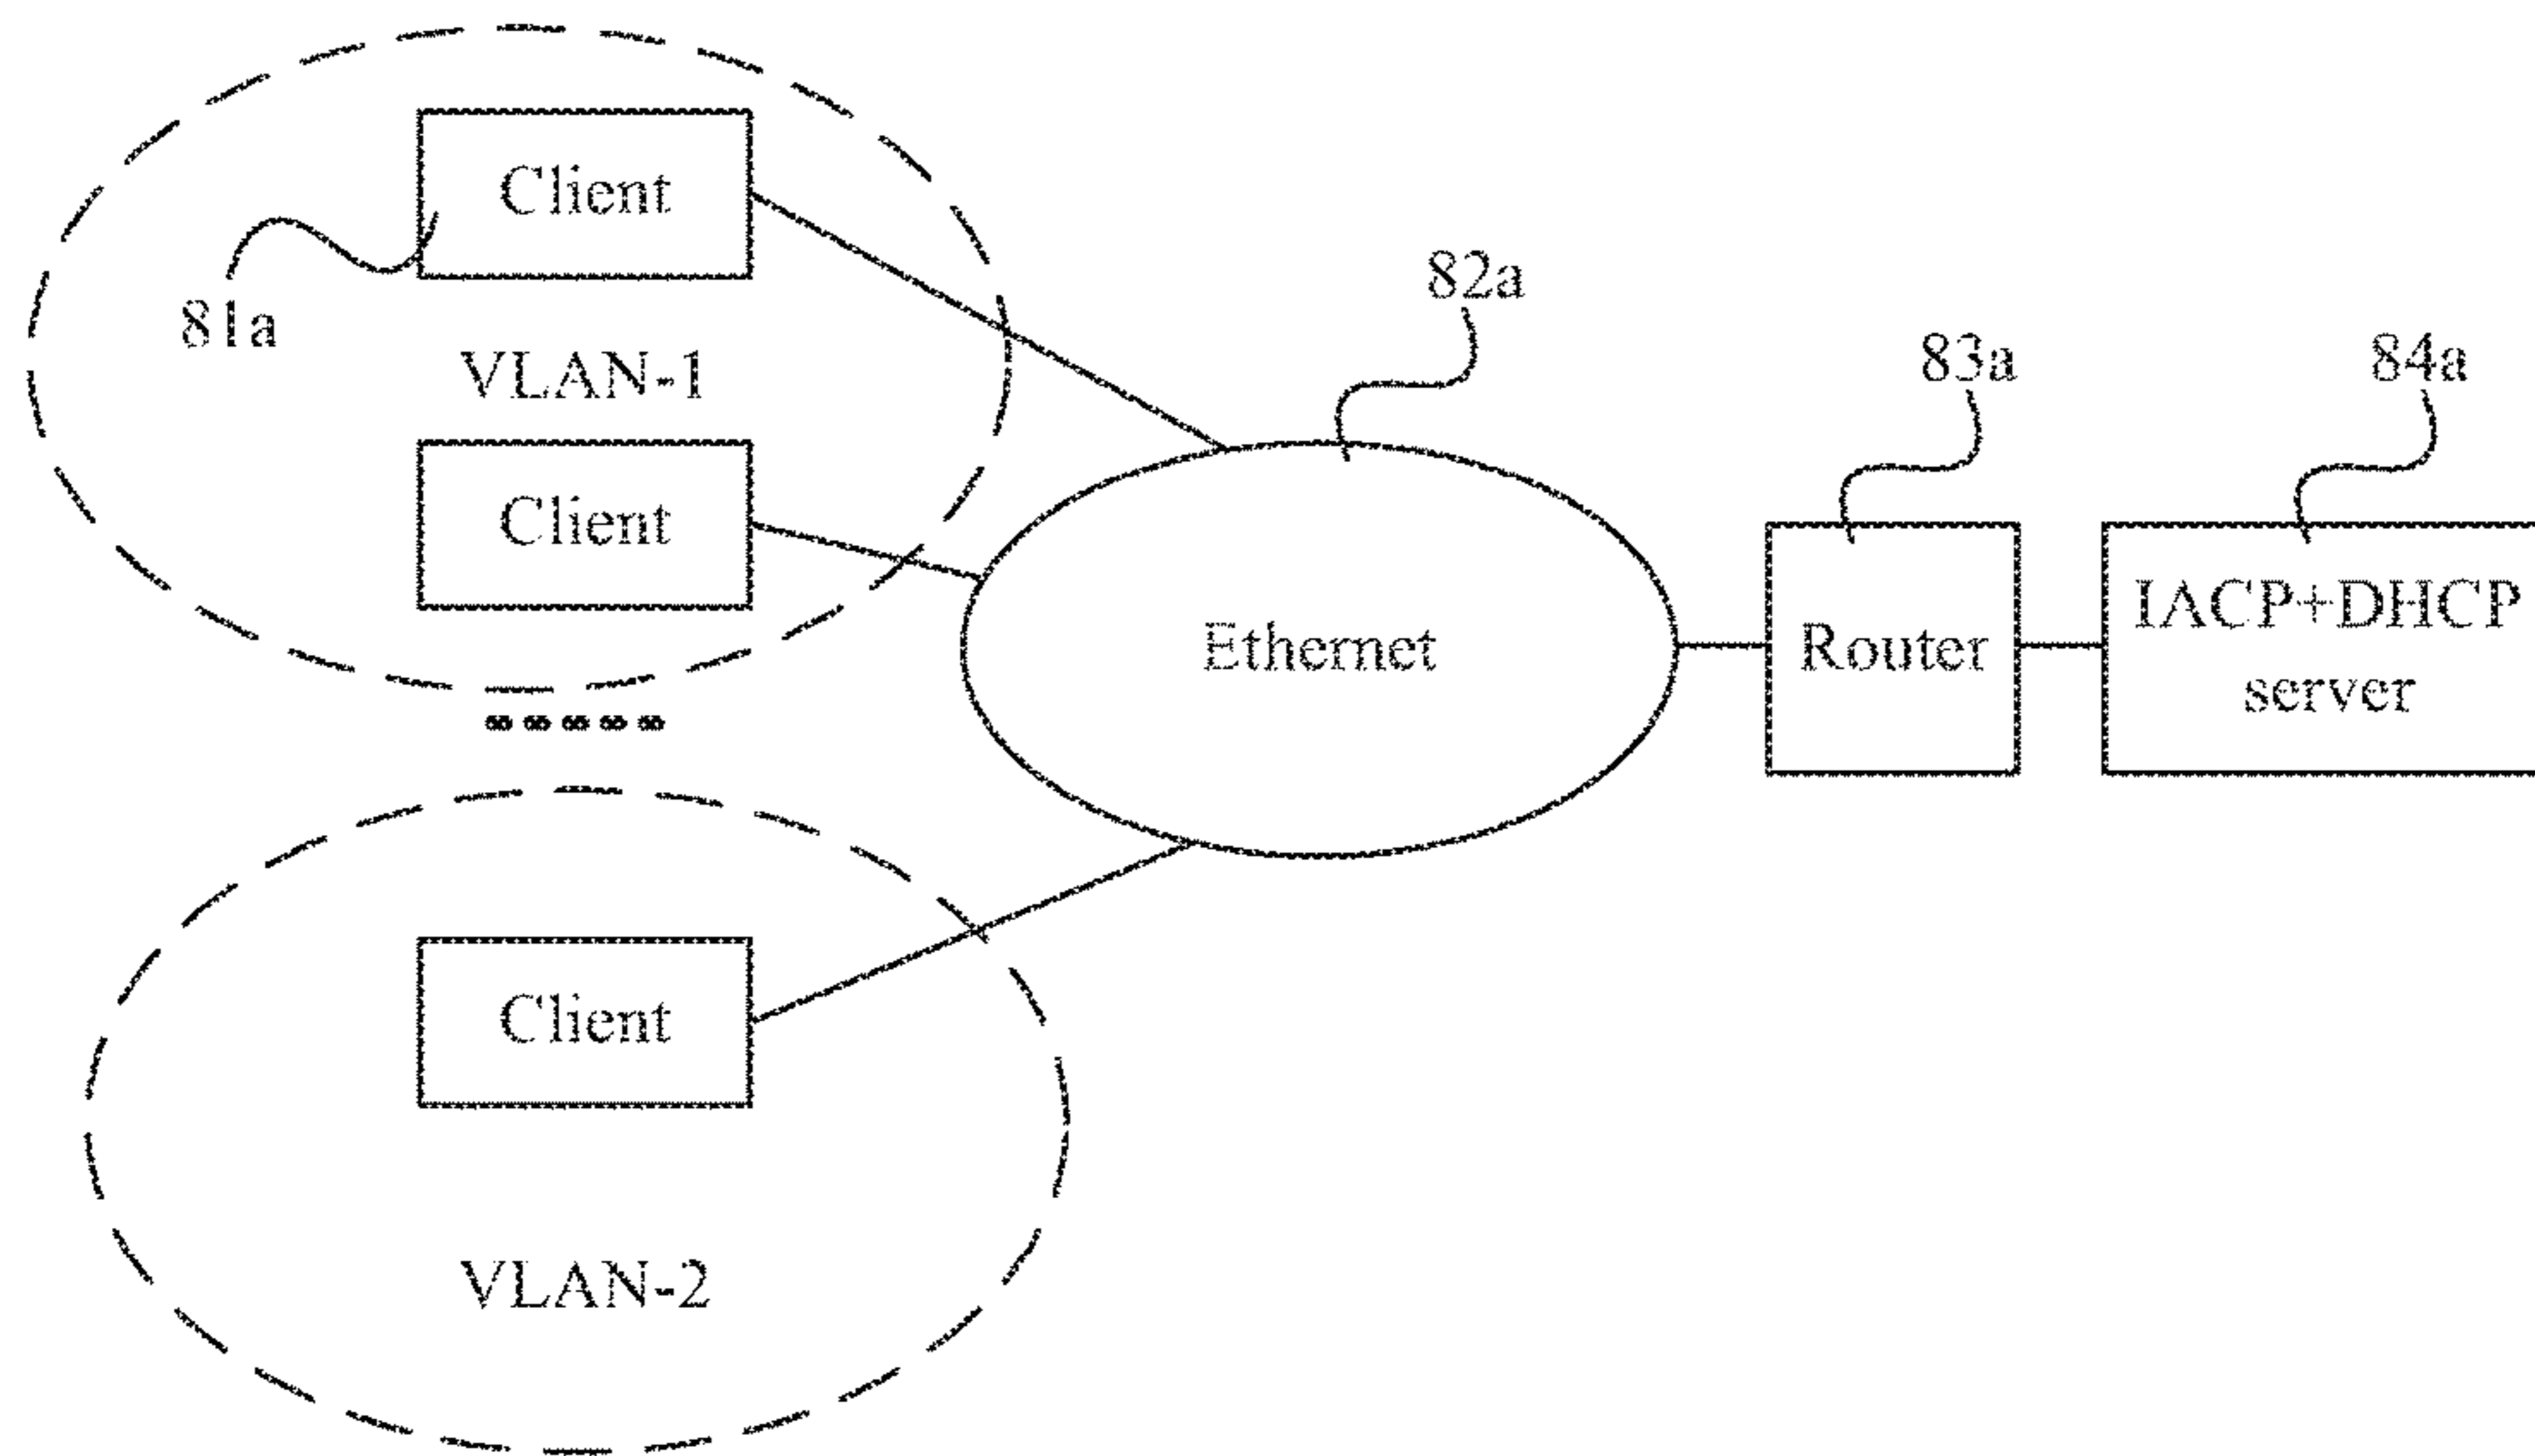 Client
81a
VLAN-1
Client
82a
83a
84a
Ethernet
Router
IACP+DHCP
server
Client
VLAN-2